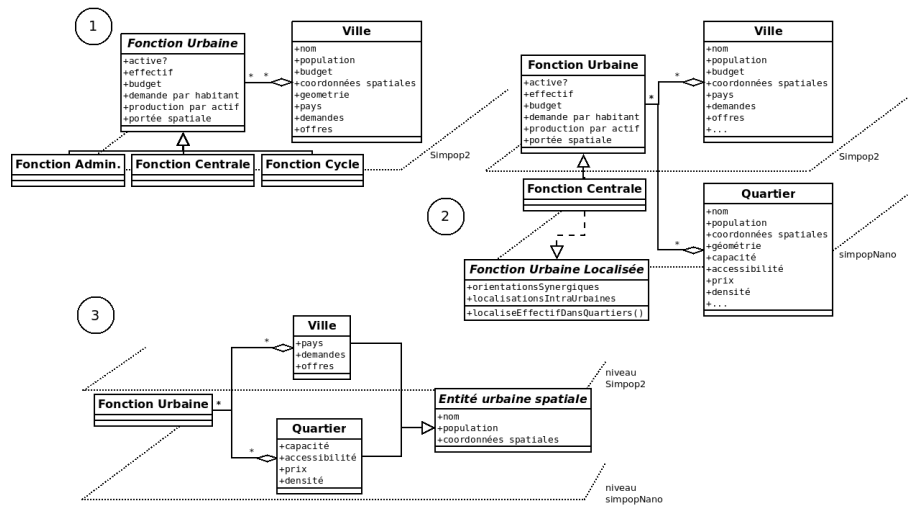 1
Fonction Urbaine
+active?
+effectif
+budget
+demande par habitant
+production par actif
+portée spatiale
* *
Ville
+nom
+population
+budget
+coordonnées spatiales
+geometrie
+pays
+demandes
+offres
Simpop2
Fonction Admin.
Fonction Centrale
Fonction Cycle
2
Fonction Urbaine
+active?
+effectif
+budget
+demande par habitant
+production par actif
+portée spatiale
*
*
Ville
+nom
+population
+budget
+coordonnées spatiales
+pays
+demandes
+offres
+...
Simpop2
Fonction Centrale
*
Quartier
+nom
+population
+coordonnées spatiales
+géométrie
+capacité
+accessibilité
+prix
+densité
+...
simpopNano
Fonction Urbaine Localisée
+orientationsSynergiques
+localisationsIntraUrbaines
+localiseEffectifDansQuartiers()
3
Ville
+pays
+demandes
+offres
*
niveau
Simpop2
Fonction Urbaine
*
Entité urbaine spatiale
+nom
+population
+coordonnées spatiales
Quartier
+capacité
+accessibilité
+prix
+densité
*
niveau
simpopNano